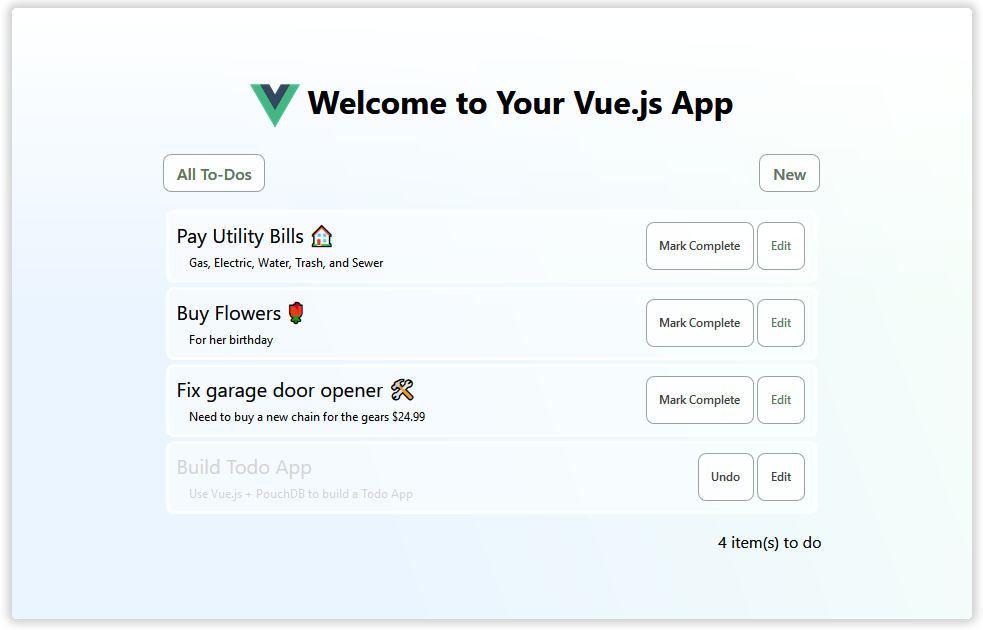 Welcome to Your Vue.js App
All To-Dos
New
Pay Utility Bills 🏠
Gas, Electric, Water, Trash, and Sewer
Mark Complete
Edit
Buy Flowers 🌹
For her birthday
Mark Complete
Edit
Fix garage door opener 🛠
Need to buy a new chain for the gears $24.99
Mark Complete
Edit
Build Todo App
Use Vue.js + PouchDB to build a Todo App
Undo
Edit
4 item(s) to do